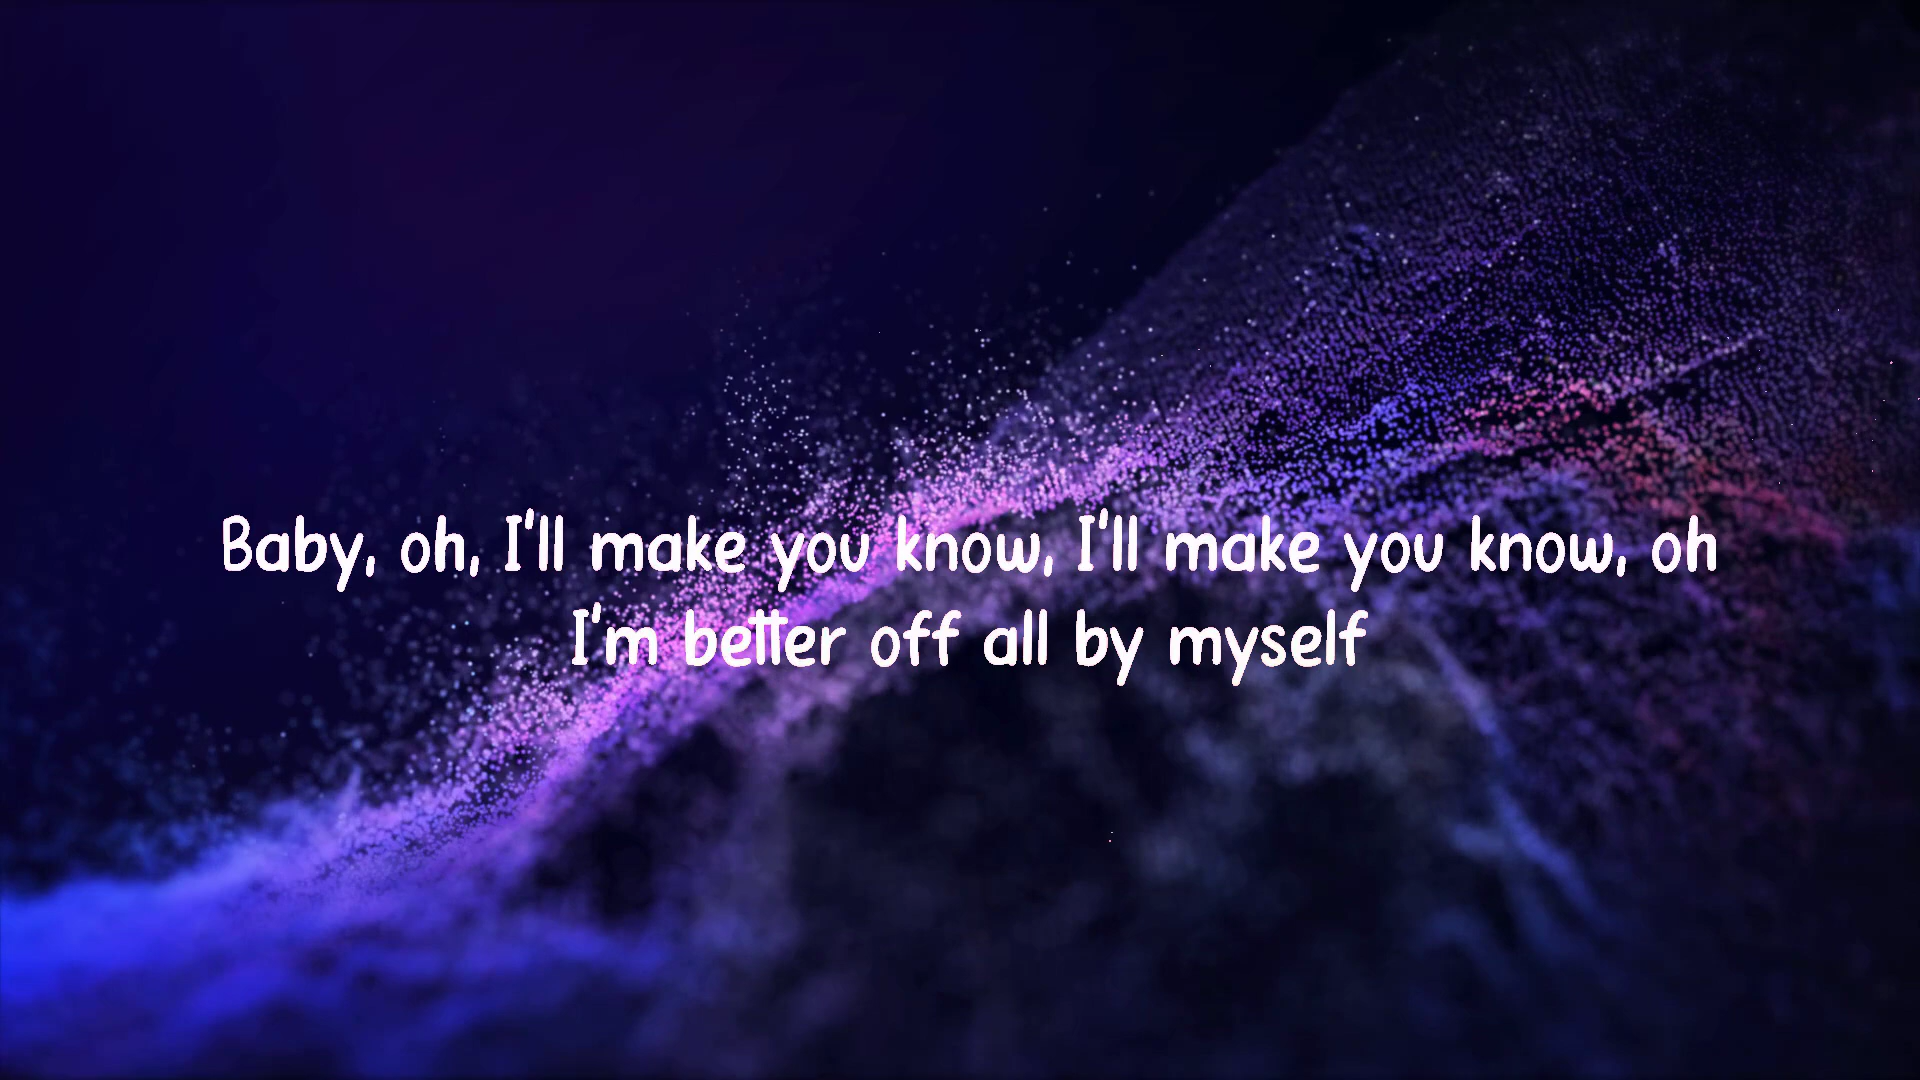 Baby, oh, I'll make you know, I'll make you know, oh
I'm better off all by myself